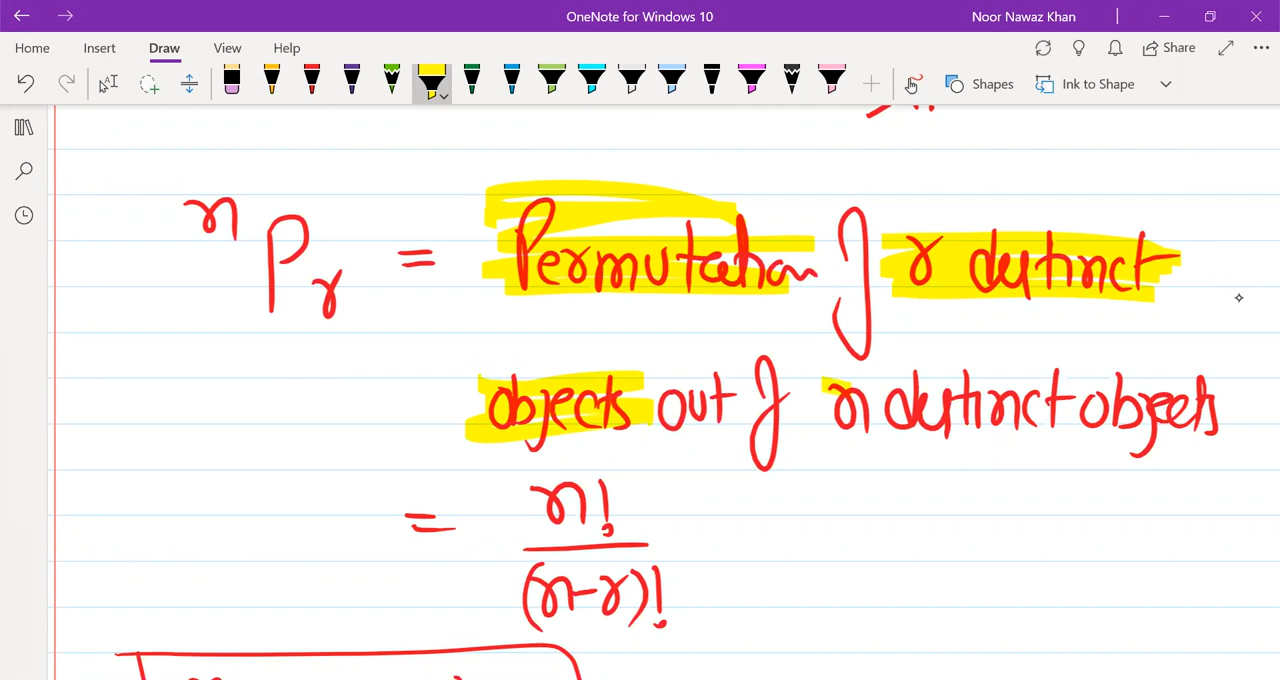 OneNote for Windows 10
Noor Nawaz Khan
Home Insert Draw View Help
Share
Shapes
Ink to Shape
ⁿPᵣ = Permutation of r distinct
objects out of n distinct objects
= n!
(n-r)!